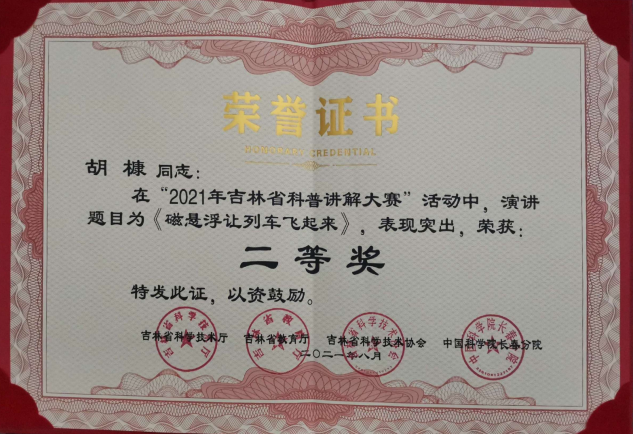 荣誉证书
HONORARY CREDENTIAL
胡槺 同志:
在“2021年吉林省科普讲解大赛”活动中,演讲
题目为《磁悬浮让列车飞起来》,表现突出,荣获:
二等奖
特发此证,以资鼓励。
吉林省科学技术厅 吉林省教育厅 吉林省科学技术协会 中国科学院长春分院
二〇二一年八月